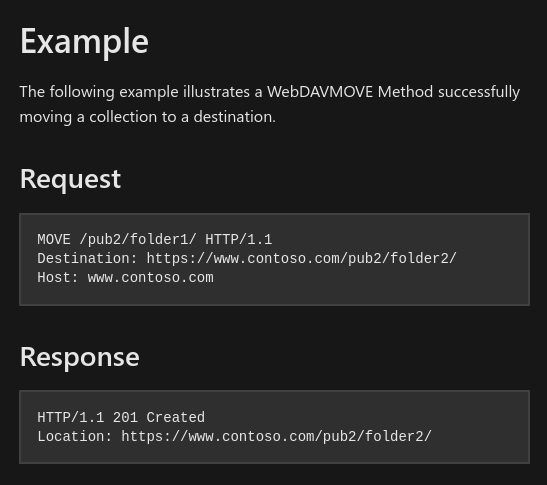 Example
The following example illustrates a WebDAVMOVE Method successfully
moving a collection to a destination.
Request
MOVE /pub2/folder1/ HTTP/1.1
Destination: https://www.contoso.com/pub2/folder2/
Host: www.contoso.com
Response
HTTP/1.1 201 Created
Location: https://www.contoso.com/pub2/folder2/